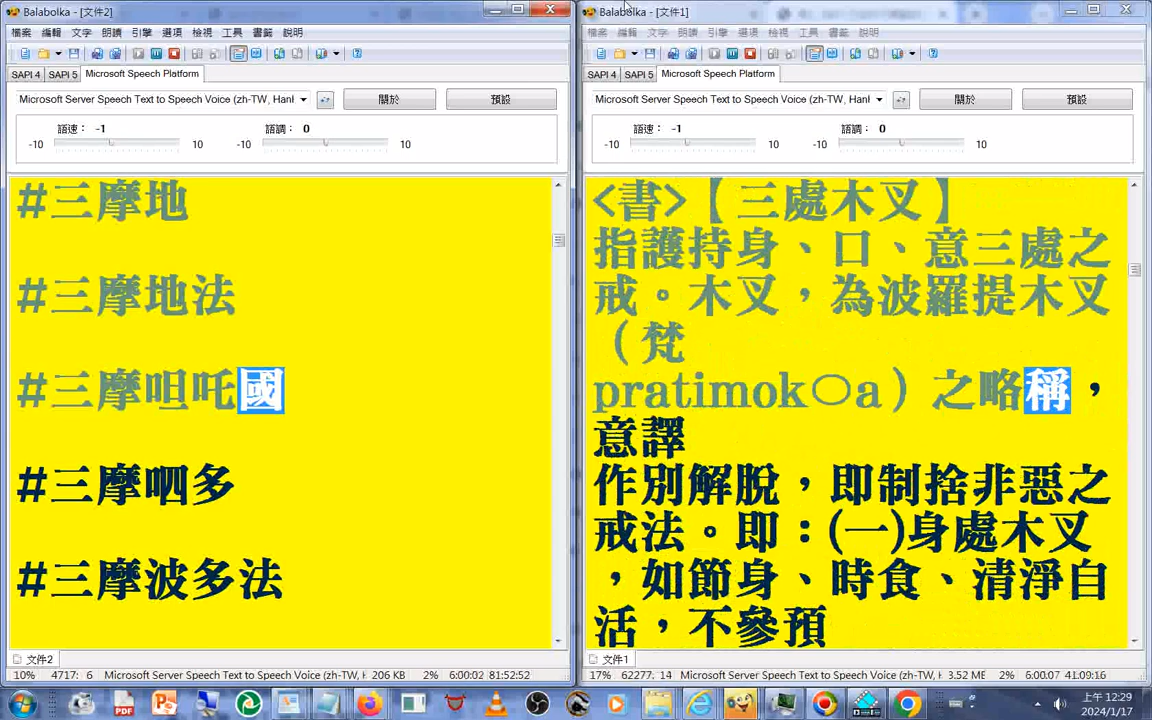 Balabolka - [文件2]
檔案 編輯 文字 朗讀 引擎 選項 檢視 工具 書籤 說明
SAPI 4 SAPI 5 Microsoft Speech Platform
Microsoft Server Speech Text to Speech Voice (zh-TW, Hanl 關於 預設
語速： -1 語調： 0
-10 10 -10 10
#三摩地
#三摩地法
#三摩呾吒國
#三摩呬多
#三摩波多法
文件2
10% 4717: 6 Microsoft Server Speech Text to Speech Voice (zh-TW, H 206 KB 2% 6:00:02 81:52:52
Balabolka - [文件1]
檔案 編輯 文字 朗讀 引擎 選項 檢視 工具 書籤 說明
SAPI 4 SAPI 5 Microsoft Speech Platform
Microsoft Server Speech Text to Speech Voice (zh-TW, Hanl 關於 預設
語速： -1 語調： 0
-10 10 -10 10
<書>【三處木叉】
指護持身、口、意三處之
戒。木叉，為波羅提木叉
（梵
pratimok○a）之略稱，
意譯
作別解脫，即制捨非惡之
戒法。即：(一)身處木叉
，如節身、時食、清淨自
活，不參預
文件1
17% 62277: 14 Microsoft Server Speech Text to Speech Voice (zh-TW, H 3.52 ME 2% 6:00:07 41:09:16
上午 12:29
2024/1/17